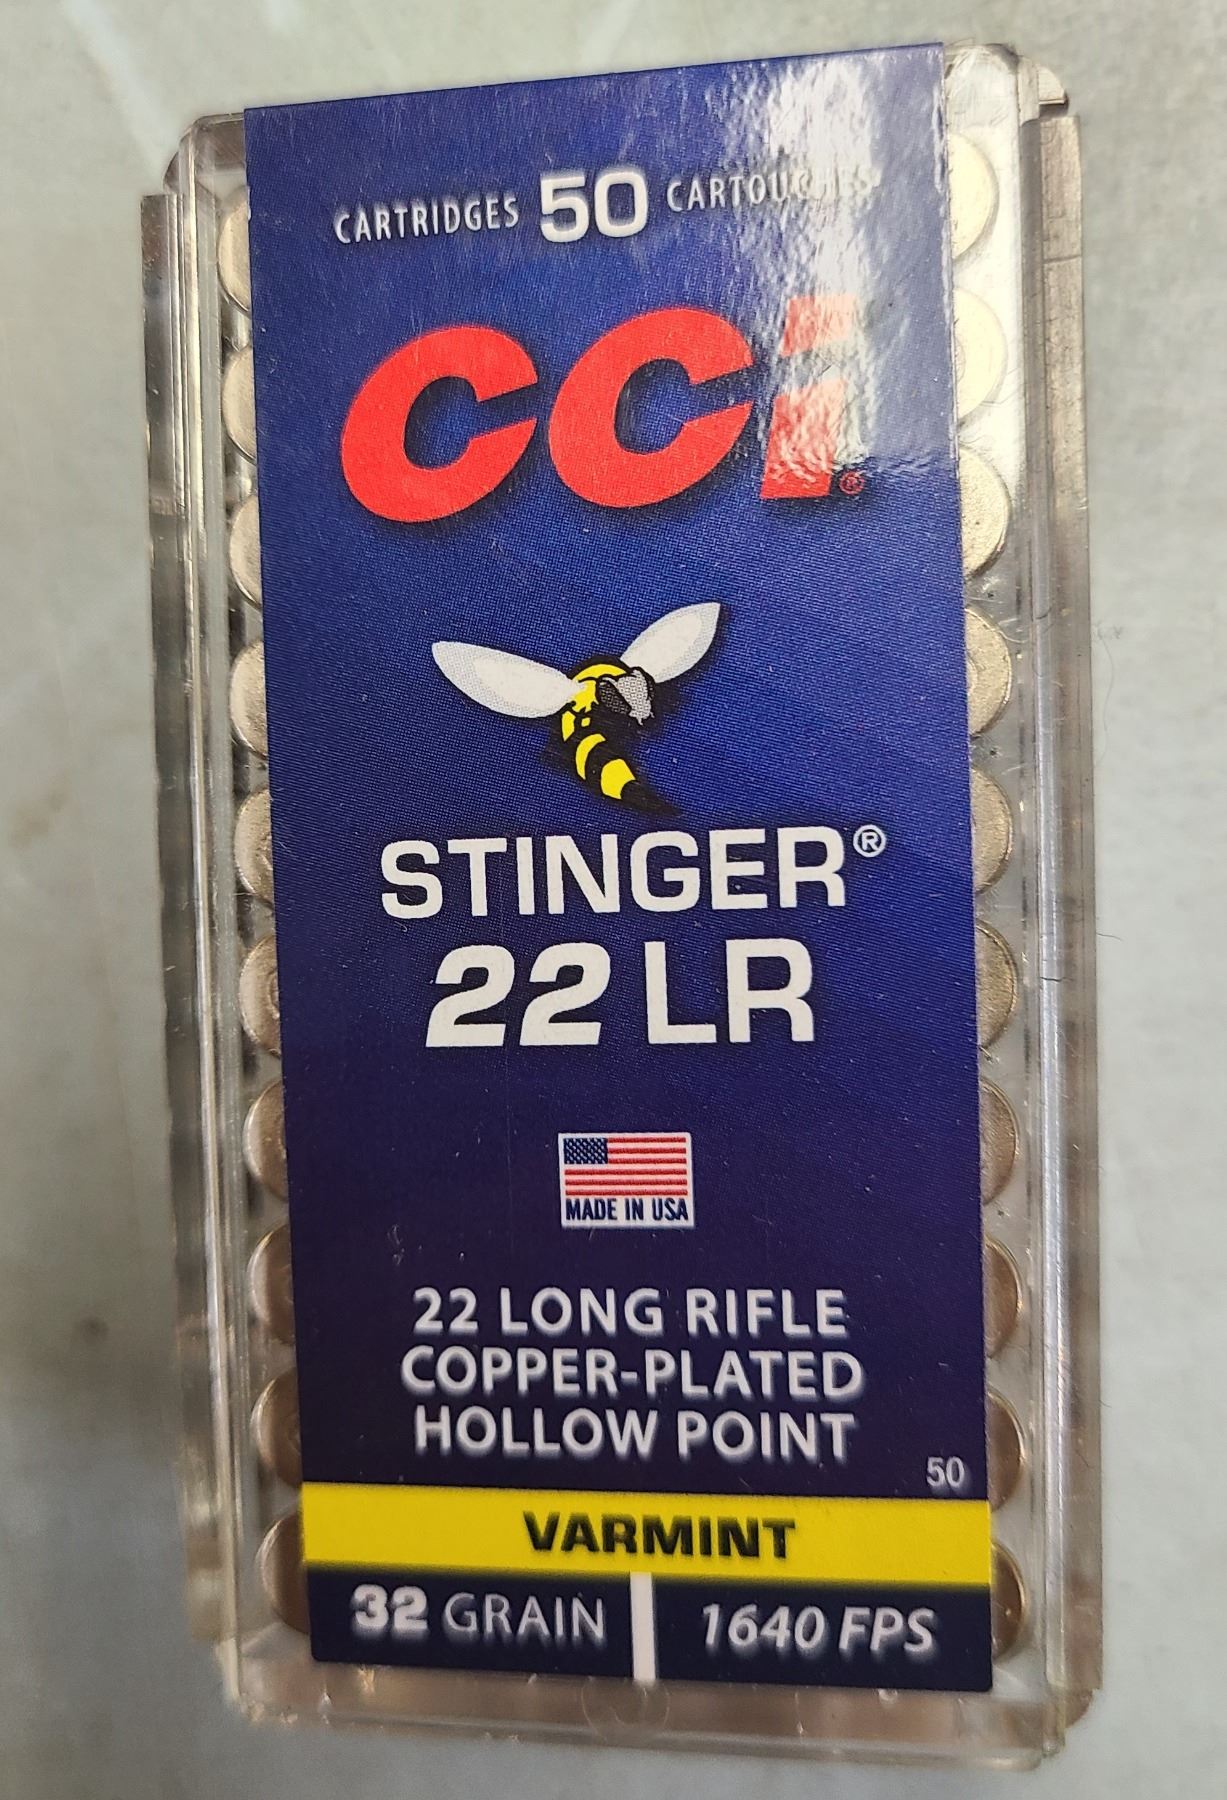 CARTRIDGES 50 CARTOUCHES
CCI®
STINGER®
22 LR
MADE IN USA
22 LONG RIFLE
COPPER-PLATED
HOLLOW POINT
50
VARMINT
32 GRAIN 1640 FPS